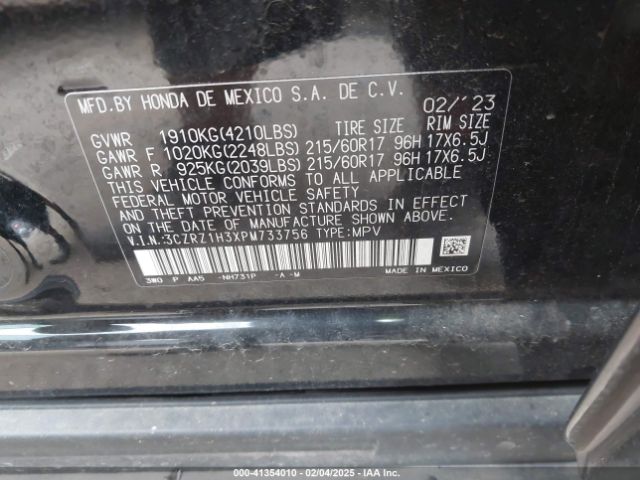 MFD.BY HONDA DE MEXICO S.A. DE C.V. 02/'23
GVWR 1910KG(4210LBS) TIRE SIZE RIM SIZE
GAWR F 1020KG(2248LBS) 215/60R17 96H 17X6.5J
GAWR R 925KG(2039LBS) 215/60R17 96H 17X6.5J
THIS VEHICLE CONFORMS TO ALL APPLICABLE
FEDERAL MOTOR VEHICLE SAFETY
AND THEFT PREVENTION STANDARDS IN EFFECT
ON THE DATE OF MANUFACTURE SHOWN ABOVE.
V.I.N.:3CZRZ1H3XPM733756 TYPE:MPV
3W0 P AA5 -NH731P -A -M MADE IN MEXICO
000-41354010 - 02/04/2025 - IAA Inc.